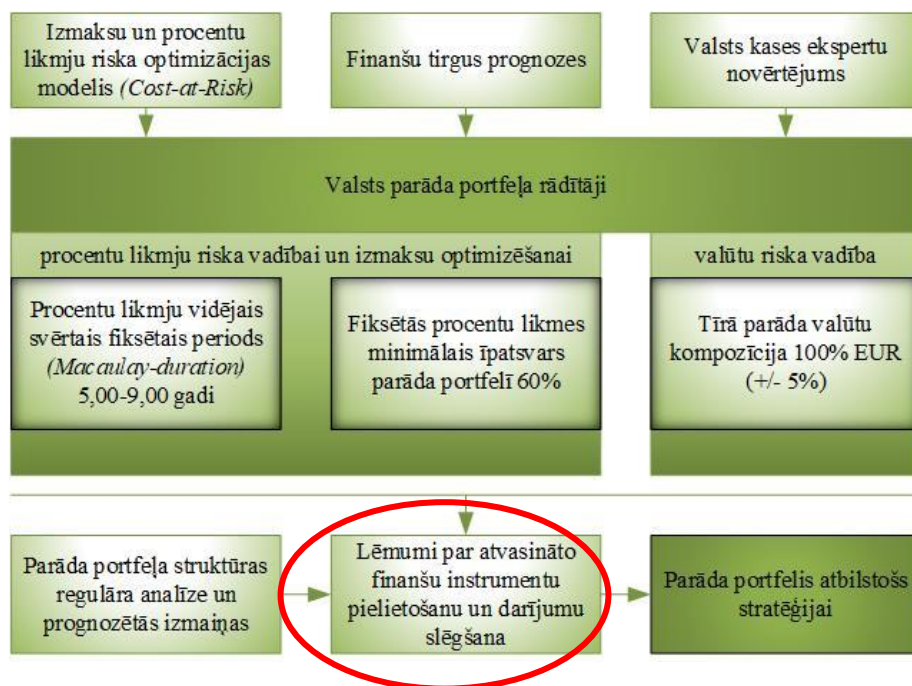 Izmaksu un procentu
likmju riska optimizācijas
modelis (Cost-at-Risk)
Finanšu tirgus prognozes
Valsts kases ekspertu
novērtējums
Valsts parāda portfeļa rādītāji
procentu likmju riska vadībai un izmaksu optimizēšanai
valūtu riska vadība
Procentu likmju vidējais
svērtais fiksētais periods
(Macaulay-duration)
5,00-9,00 gadi
Fiksētās procentu likmes
minimālais īpatsvars
parāda portfelī 60%
Tīrā parāda valūtu
kompozīcija 100% EUR
(+/- 5%)
Parāda portfeļa struktūras
regulāra analīze un
prognozētās izmaiņas
Lēmumi par atvasināto
finanšu instrumentu
pielietošanu un darījumu
slēgšana
Parāda portfelis atbilstošs
stratēģijai